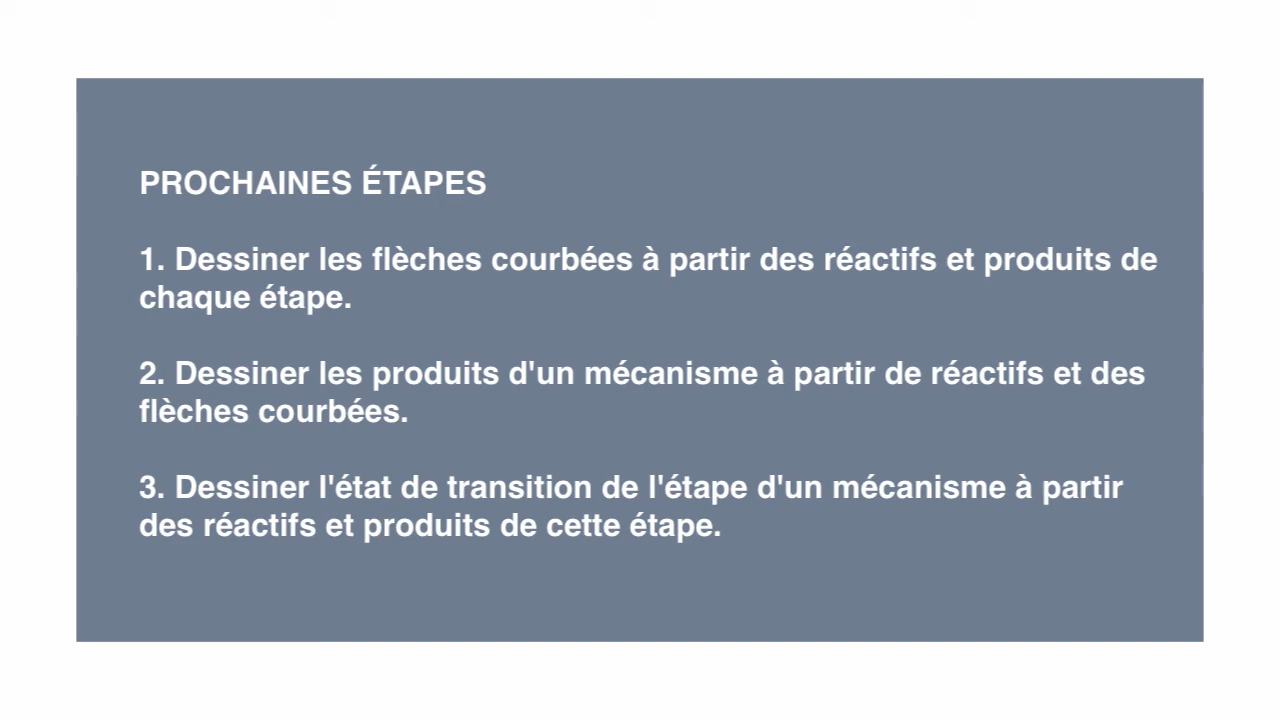 PROCHAINES ÉTAPES
1. Dessiner les flèches courbées à partir des réactifs et produits de
chaque étape.
2. Dessiner les produits d'un mécanisme à partir de réactifs et des
flèches courbées.
3. Dessiner l'état de transition de l'étape d'un mécanisme à partir
des réactifs et produits de cette étape.